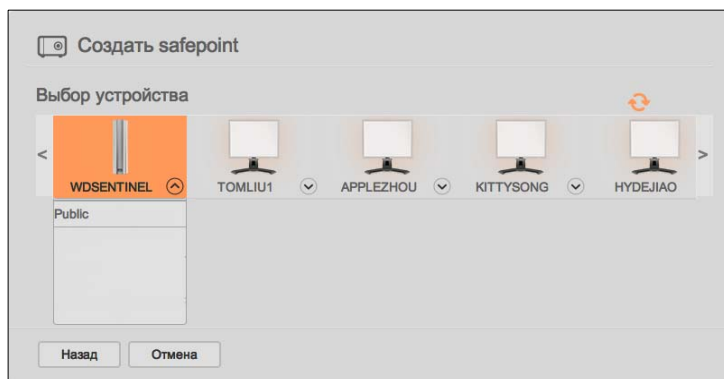 Создать safepoint
Выбор устройства
< WDSENTINEL TOMLIU1 APPLEZHOU KITTYSONG HYDEJIAO >
Public
Назад Отмена